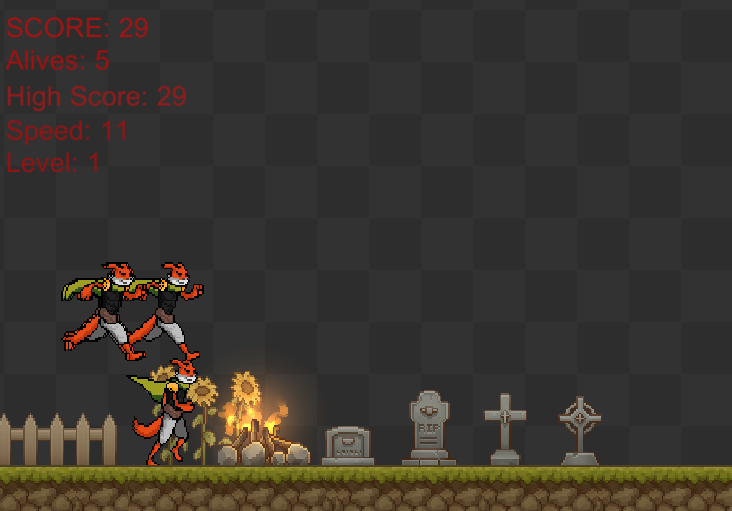 SCORE: 29
Alives: 5
High Score: 29
Speed: 11
Level: 1
RIP